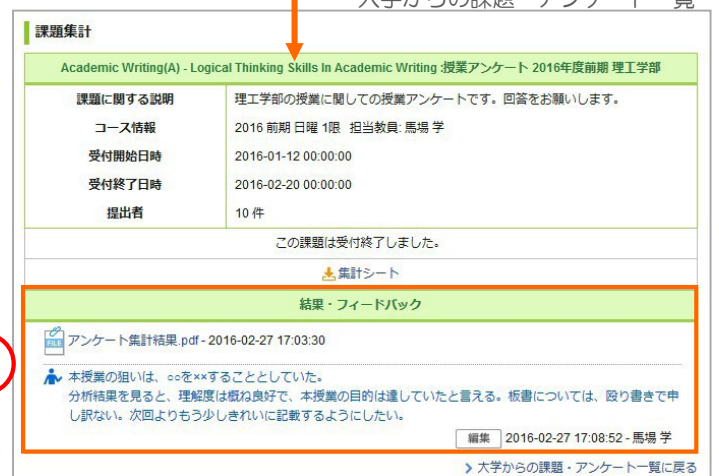 大学からの課題・アンケート一覧
課題集計
Academic Writing(A) - Logical Thinking Skills In Academic Writing :授業アンケート 2016年度前期 理工学部
課題に関する説明 理工学部の授業に関しての授業アンケートです。回答をお願いします。
コース情報 2016 前期 日曜 1限 担当教員: 馬場 学
受付開始日時 2016-01-12 00:00:00
受付終了日時 2016-02-20 00:00:00
提出者 10 件
この課題は受付終了しました。
集計シート
結果・フィードバック
FILE アンケート集計結果.pdf - 2016-02-27 17:03:30
本授業の狙いは、○○を××することとしていた。
分析結果を見ると、理解度は概ね良好で、本授業の目的は達していたと言える。板書については、殴り書きで申
し訳ない。次回よりもう少しきれいに記載するようにしたい。
編集 2016-02-27 17:08:52 - 馬場 学
> 大学からの課題・アンケート一覧に戻る